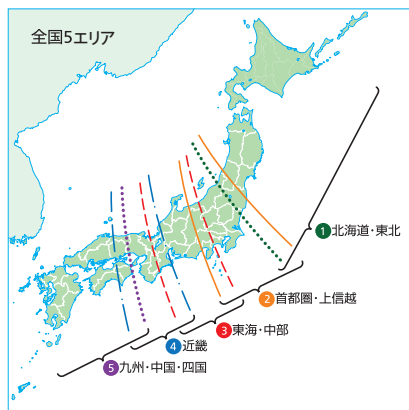 全国5エリア
1北海道・東北
2首都圏・上信越
3東海・中部
4近畿
5九州・中国・四国